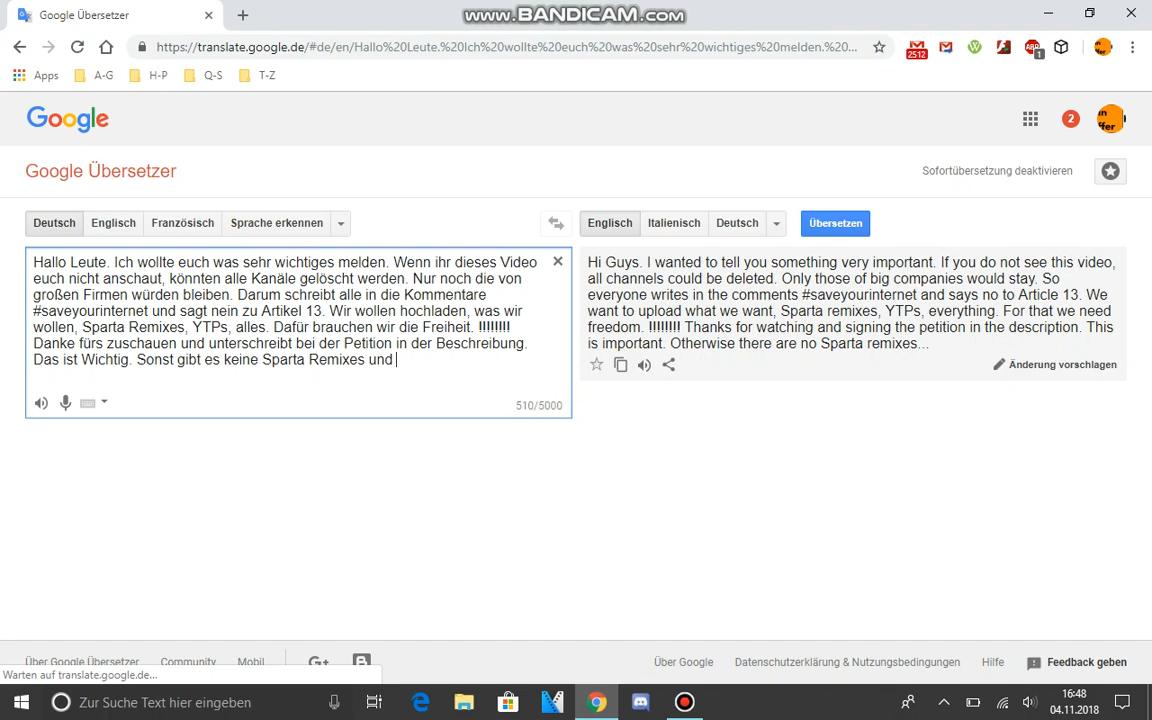 Google Übersetzer
www.BANDICAM.com
https://translate.google.de/#de/en/Hallo%20Leute.%20Ich%20wollte%20euch%20was%20sehr%20wichtiges%20melden.%20...
2512
1
Apps
A-G
H-P
Q-S
T-Z
Google
2
Google Übersetzer
Sofortübersetzung deaktivieren
Deutsch Englisch Französisch Sprache erkennen
Englisch Italienisch Deutsch Übersetzen
Hallo Leute. Ich wollte euch was sehr wichtiges melden. Wenn ihr dieses Video
euch nicht anschaut, könnten alle Kanäle gelöscht werden. Nur noch die von
großen Firmen würden bleiben. Darum schreibt alle in die Kommentare
#saveyourinternet und sagt nein zu Artikel 13. Wir wollen hochladen, was wir
wollen, Sparta Remixes, YTPs, alles. Dafür brauchen wir die Freiheit. !!!!!!!!
Danke fürs zuschauen und unterschreibt bei der Petition in der Beschreibung.
Das ist Wichtig. Sonst gibt es keine Sparta Remixes und
510/5000
Hi Guys. I wanted to tell you something very important. If you do not see this video,
all channels could be deleted. Only those of big companies would stay. So
everyone writes in the comments #saveyourinternet and says no to Article 13. We
want to upload what we want, Sparta remixes, YTPs, everything. For that we need
freedom. !!!!!!!! Thanks for watching and signing the petition in the description. This
is important. Otherwise there are no Sparta remixes...
Änderung vorschlagen
Über Google Übersetzer Community Mobil G+
Über Google Datenschutzerklärung & Nutzungsbedingungen Hilfe Feedback geben
Warten auf translate.google.de...
Zur Suche Text hier eingeben
16:48
04.11.2018